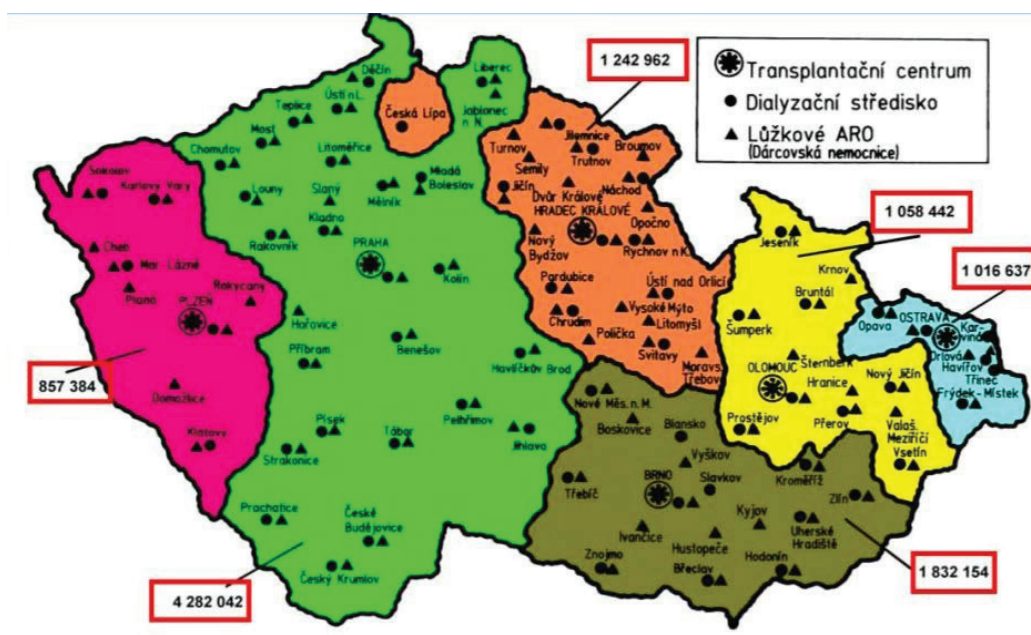 1 242 962
Transplantační centrum
Dialyzační středisko
Lůžkové ARO
(Dárcovská nemocnice)
Děčín
Liberec
Ústí n L.
Teplice
Česká Lípa
Jablonec
n N.
Most
Chomutov
Litoměřice
Mladá
Boleslav
Louny
Slaný
Mělník
Kladno
Rakovník
PRAHA
Kolín
Hořovice
Příbram
Benešov
Havlíčkův Brod
Písek
Tábor
Pelhřimov
Jihlava
Strakonice
Prachatice
České
Budějovice
Český Krumlov
4 282 042
Sokolov
Karlovy Vary
Cheb
Mar. Lázně
Planá
PLZEŇ
Rokycany
Domažlice
Klatovy
857 384
Turnov
Semily
Jilemnice
Trutnov
Broumov
Jičín
Dvůr Králové
Náchod
HRADEC KRÁLOVÉ
Opočno
Nový
Bydžov
Rychnov n K.
Pardubice
Ústí nad Orlicí
Chrudim
Vysoké Mýto
Litomyšl
Polička
Svitavy
Moravs.
Třebová
1 058 442
Jeseník
Krnov
Bruntál
Šumperk
Šternberk
OLOMOUC
Hranice
Nový Jičín
Prostějov
Přerov
Valaš.
Meziříčí
Vsetín
1 016 637
Opava
OSTRAVA
Kar-
viná
Orlová
Havířov
Třinec
Frýdek-Místek
Nové Měs. n.M.
Boskovice
Blansko
Vyškov
Třebíč
BRNO
Slavkov
Kroměříž
Zlín
Ivančice
Kyjov
Uherské
Hradiště
Znojmo
Hustopeče
Břeclav
Hodonín
1 832 154